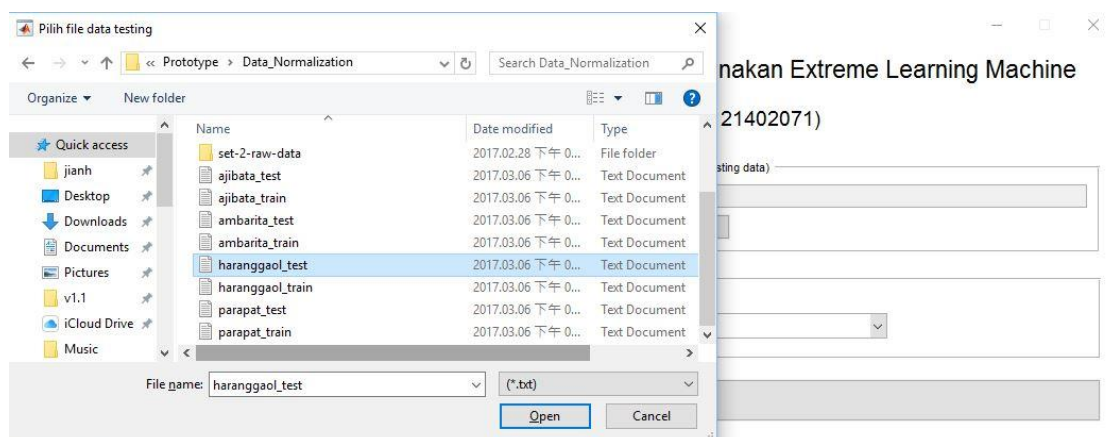 Pilih file data testing
« Prototype › Data_Normalization
Search Data_Normalization
Organize
New folder
Quick access
jianh
Desktop
Downloads
Documents
Pictures
v1.1
iCloud Drive
Music
Name Date modified Type
set-2-raw-data 2017.02.28 下午 0... File folder
ajibata_test 2017.03.06 下午 0... Text Document
ajibata_train 2017.03.06 下午 0... Text Document
ambarita_test 2017.03.06 下午 0... Text Document
ambarita_train 2017.03.06 下午 0... Text Document
haranggaol_test 2017.03.06 下午 0... Text Document
haranggaol_train 2017.03.06 下午 0... Text Document
parapat_test 2017.03.06 下午 0... Text Document
parapat_train 2017.03.06 下午 0... Text Document
File name: haranggaol_test
(*.txt)
Open Cancel
nakan Extreme Learning Machine
21402071)
sting data)